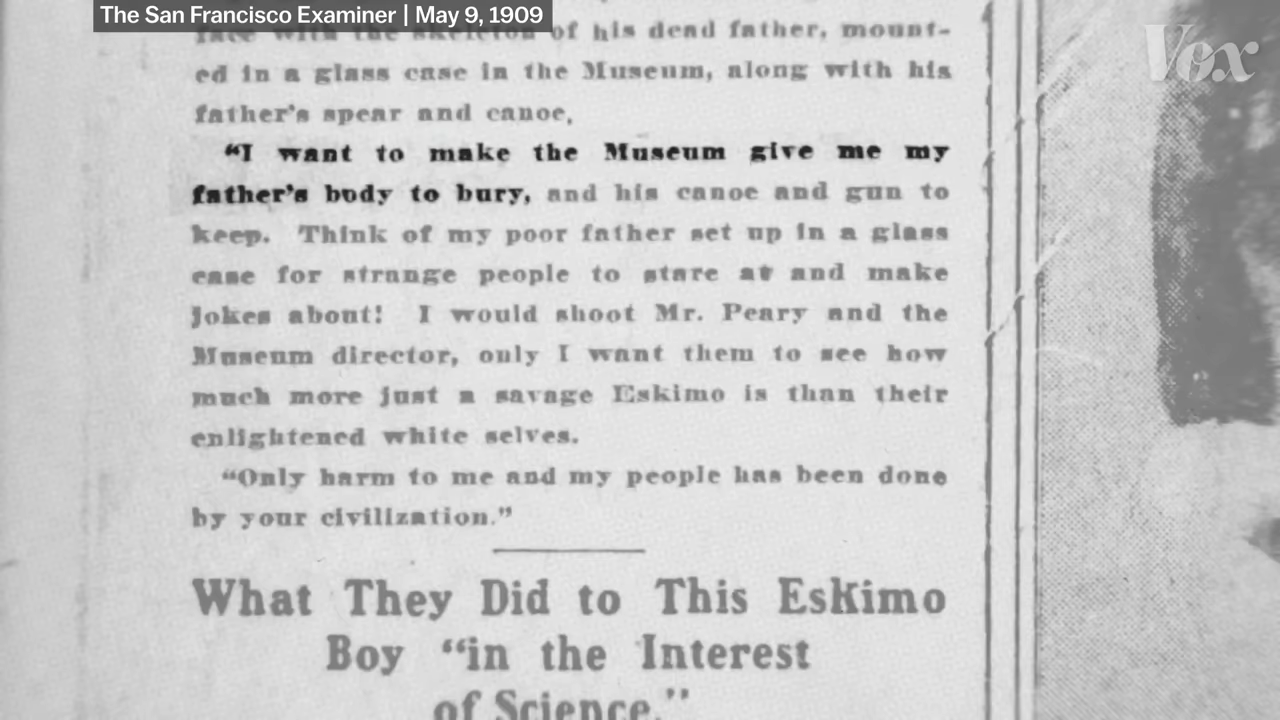 The San Francisco Examiner | May 9, 1909
Vox
face with the skeleton of his dead father, mount-
ed in a glass case in the Museum, along with his
father's spear and canoe,
“I want to make the Museum give me my
father's body to bury, and his canoe and gun to
keep. Think of my poor father set up in a glass
case for strange people to stare at and make
jokes about! I would shoot Mr. Peary and the
Museum director, only I want them to see how
much more just a savage Eskimo is than their
enlightened white selves.
“Only harm to me and my people has been done
by your civilization.”
What They Did to This Eskimo
Boy “in the Interest
of Science.”